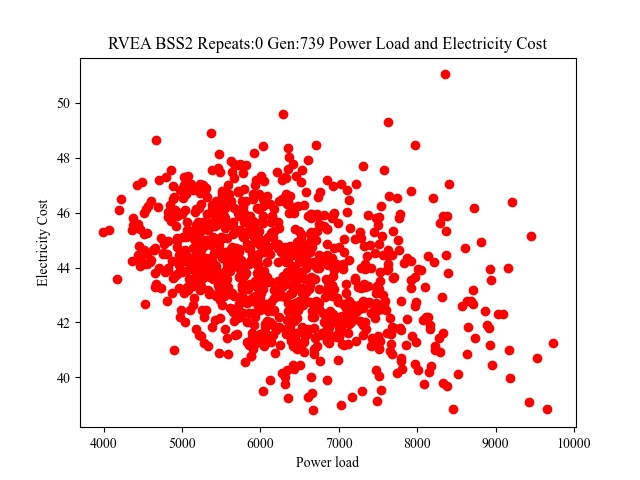 RVEA BSS2 Repeats:0 Gen:739 Power Load and Electricity Cost
Electricity Cost
50
48
46
44
42
40
4000 5000 6000 7000 8000 9000 10000
Power load